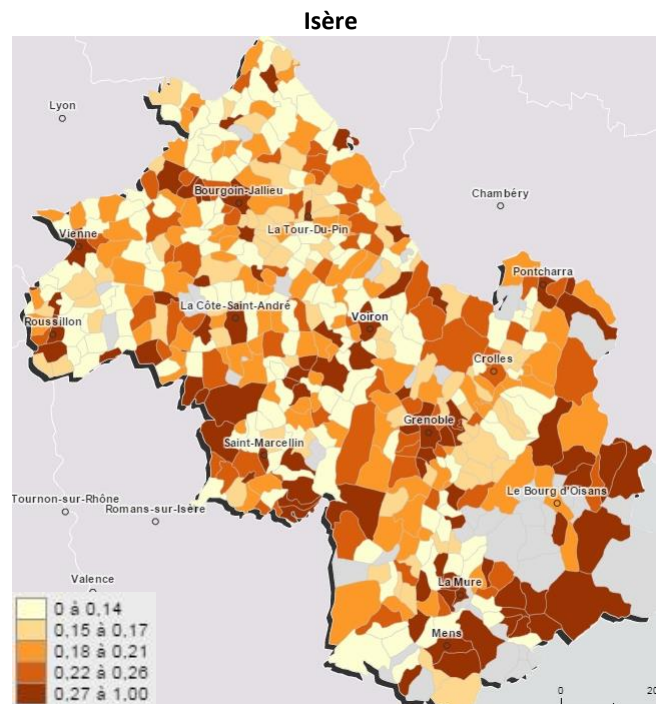 Isère
Lyon
Chambéry
Bourgoin-Jallieu
La Tour-Du-Pin
Vienne
Pontcharra
La Côte-Saint-André
Voiron
Roussillon
Crolles
Grenoble
Saint-Marcellin
Le Bourg d'Oisans
Tournon-sur-Rhône
Romans-sur-Isère
Valence
La Mure
Mens
0 à 0,14
0,15 à 0,17
0,18 à 0,21
0,22 à 0,26
0,27 à 1,00
0 20